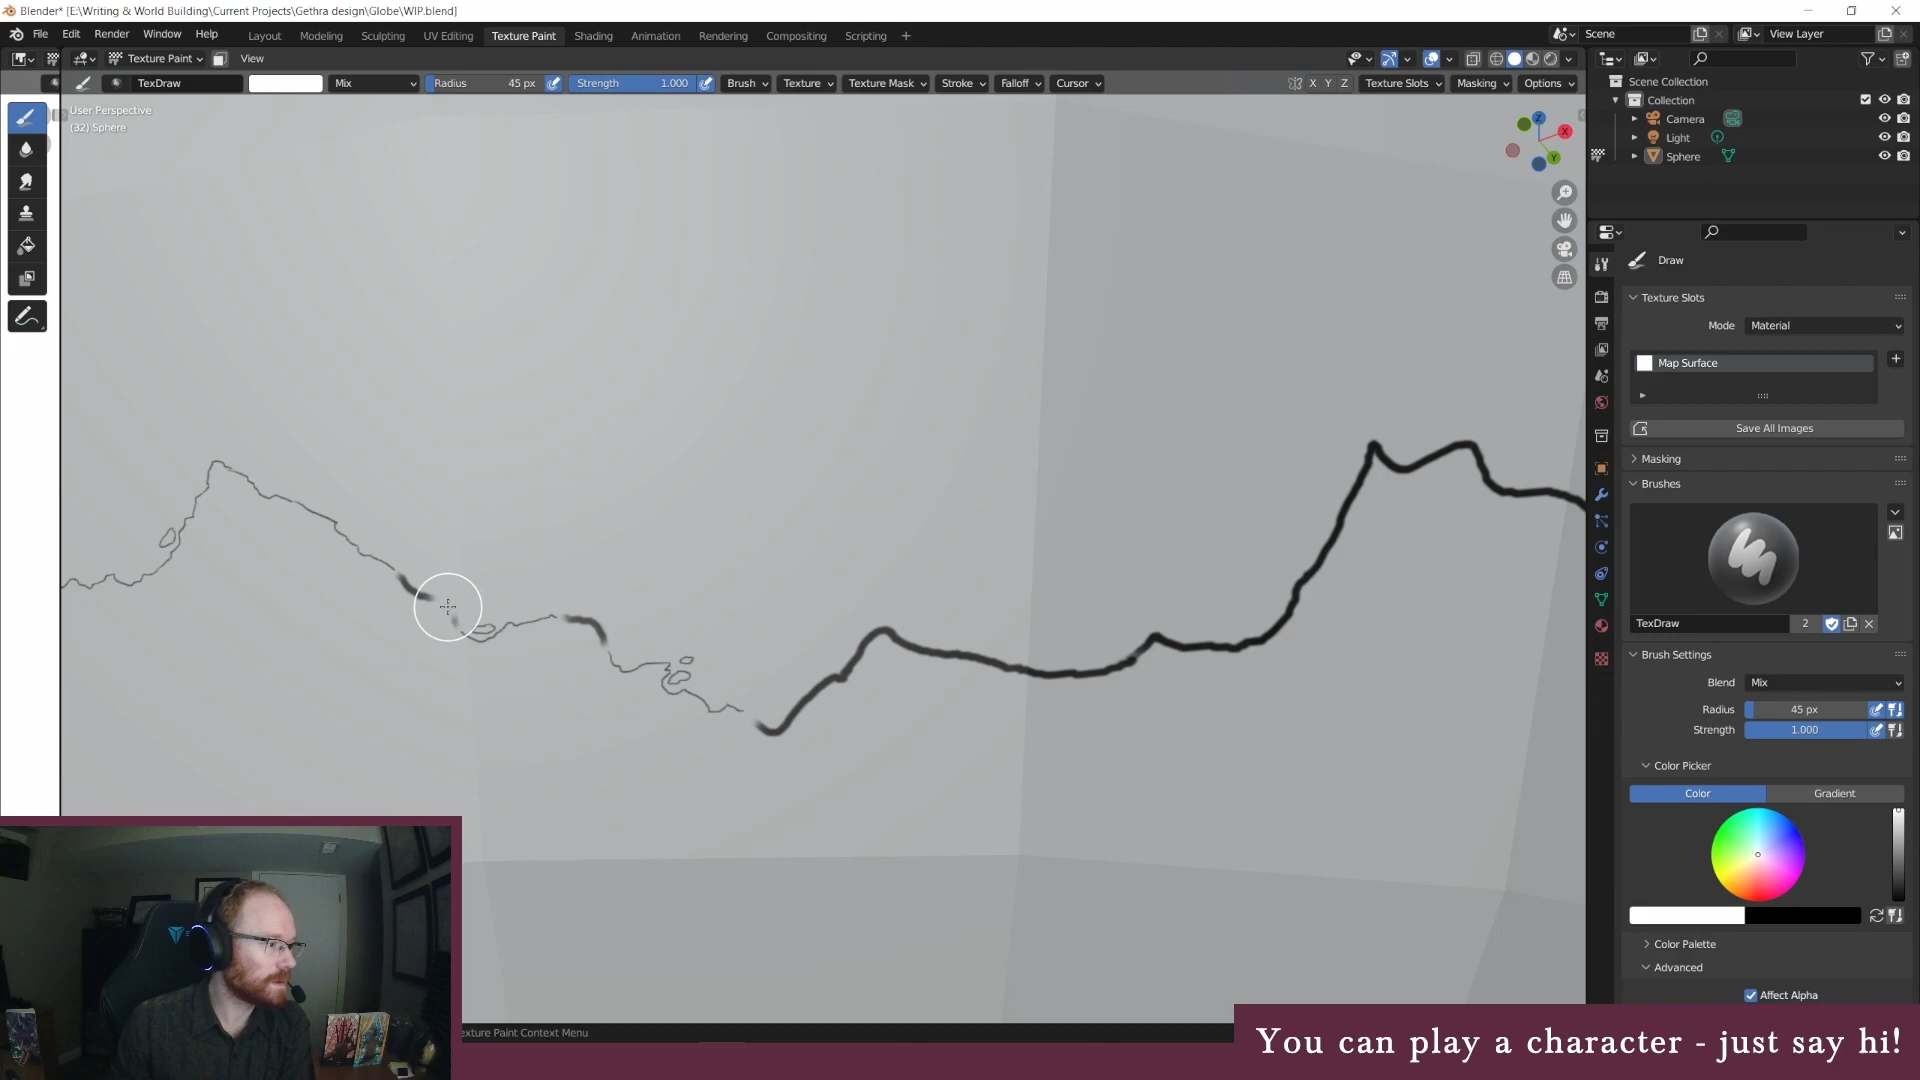 Blender* [E:\Writing & World Building\Current Projects\Gethra design\Globe\WIP.blend]
File Edit Render Window Help Layout Modeling Sculpting UV Editing Texture Paint Shading Animation Rendering Compositing Scripting + Scene View Layer
Texture Paint View
TexDraw Mix Radius 45 px Strength 1.000 Brush Texture Texture Mask Stroke Falloff Cursor X Y Z Texture Slots Masking Options
User Perspective
(32) Sphere
Z
X
Y
Scene Collection
Collection
Camera
Light
Sphere
Draw
Texture Slots
Mode Material
Map Surface
Save All Images
Masking
Brushes
TexDraw 2
Brush Settings
Blend Mix
Radius 45 px
Strength 1.000
Color Picker
Color Gradient
Color Palette
Advanced
Affect Alpha
exture Paint Context Menu
You can play a character - just say hi!